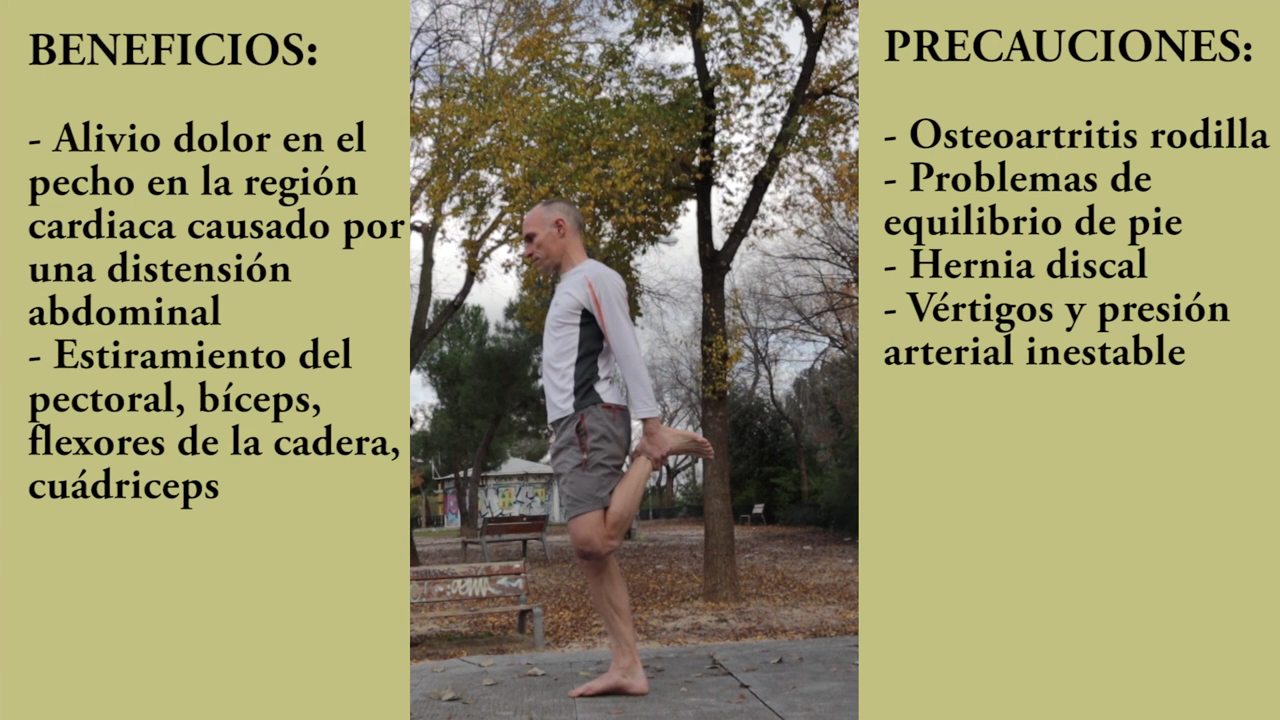 BENEFICIOS:
- Alivio dolor en el
pecho en la región
cardiaca causado por
una distensión
abdominal
- Estiramiento del
pectoral, bíceps,
flexores de la cadera,
cuádriceps
PRECAUCIONES:
- Osteoartritis rodilla
- Problemas de
equilibrio de pie
- Hernia discal
- Vértigos y presión
arterial inestable